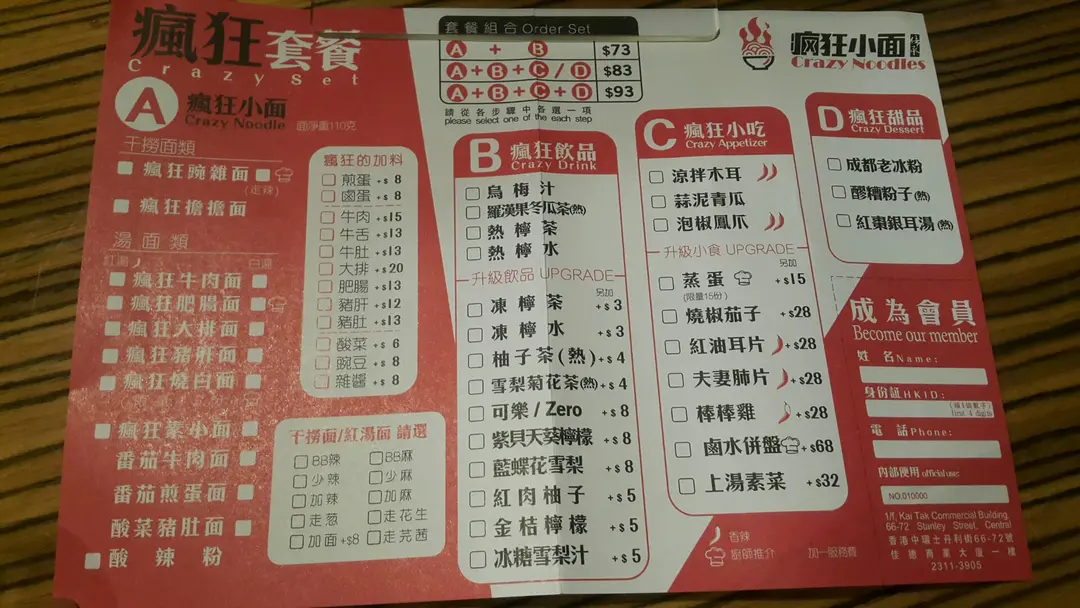 瘋狂套餐
Crazy Set
A 瘋狂小面
Crazy Noodle 面淨重110克
干撈面類
瘋狂豌雜面
(走辣)
瘋狂擔擔面
湯面類
紅湯 白湯
瘋狂牛肉面
瘋狂肥腸面
瘋狂大排面
瘋狂豬肝面
瘋狂燒白面
瘋狂素小面
番茄牛肉面
番茄煎蛋面
酸菜豬肚面
酸辣粉
瘋狂的加料
煎蛋 +$ 8
鹵蛋 +$ 8
牛肉 +$15
牛舌 +$13
牛肚 +$13
大排 +$20
肥腸 +$13
豬肝 +$12
豬肚 +$13
酸菜 +$ 6
豌豆 +$ 8
雜醬 +$ 8
干撈面/紅湯面 請選
BB辣 BB麻
少辣 少麻
加辣 加麻
走葱 走花生
加面+$8 走芫茜
套餐組合 Order Set
A + B $73
A + B + C / D $83
A + B + C + D $93
請從各步驟中各選一項
please select one of the each step
B 瘋狂飲品
Crazy Drink
烏梅汁
羅漢果冬瓜茶(熱)
熱檸茶
熱檸水
升級飲品 UPGRADE
另加
凍檸茶 +$ 3
凍檸水 +$ 3
柚子茶(熱) +$ 4
雪梨菊花茶(熱) +$ 4
可樂/Zero +$ 8
紫貝天葵檸檬 +$ 8
藍蝶花雪梨 +$ 8
紅肉柚子 +$ 5
金桔檸檬 +$ 5
冰糖雪梨汁 +$ 5
C 瘋狂小吃
Crazy Appetizer
涼拌木耳
蒜泥青瓜
泡椒鳳爪
升級小食 UPGRADE
另加
蒸蛋 +$15
(限量15份)
燒椒茄子 +$28
紅油耳片 +$28
夫妻肺片 +$28
棒棒雞 +$28
鹵水併盤 +$68
上湯素菜 +$32
香辣
廚師推介 加一服務費
瘋狂小面
Crazy Noodles
D 瘋狂甜品
Crazy Dessert
成都老冰粉
醪糟粉子(熱)
紅棗銀耳湯(熱)
成為會員
Become our member
姓名 Name:
身份証 HKID:
(頭4個數字)
first 4 digits
電話 Phone:
內部使用 official use:
NO.010000
1/f, Kai Tak Commercial Building,
66-72 Stanley Street, Central
香港中環士丹利街66-72號
佳德商業大廈一樓
2311-3905